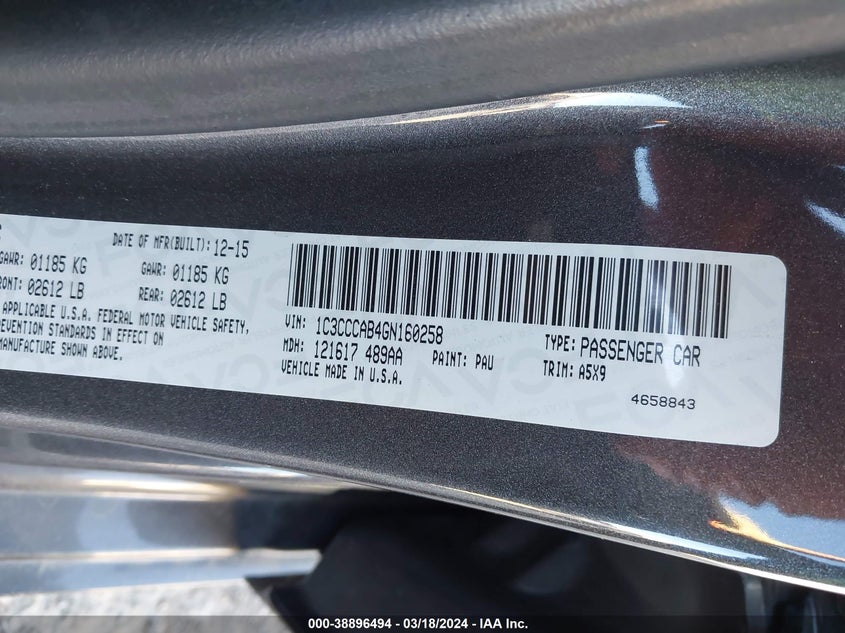 DATE OF MFR(BUILT): 12-15
GAWR: 01185 KG GAWR: 01185 KG
FRONT: 02612 LB REAR: 02612 LB
APPLICABLE U.S.A. FEDERAL MOTOR VEHICLE SAFETY,
PREVENTION STANDARDS IN EFFECT ON
MANUFACTURE SHOWN ABOVE.
VIN: 1C3CCCAB4GN160258 TYPE: PASSENGER CAR
MDH: 121617 489AA PAINT: PAU TRIM: A5X9
VEHICLE MADE IN U.S.A.
4658843
000-38896494 - 03/18/2024 - IAA Inc.